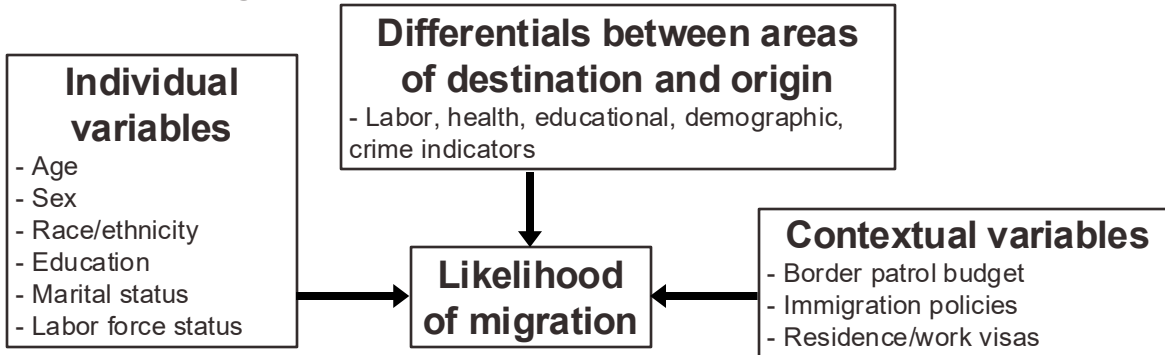 Differentials between areas
of destination and origin
- Labor, health, educational, demographic,
crime indicators
Individual
variables
- Age
- Sex
- Race/ethnicity
- Education
- Marital status
- Labor force status
Likelihood
of migration
Contextual variables
- Border patrol budget
- Immigration policies
- Residence/work visas